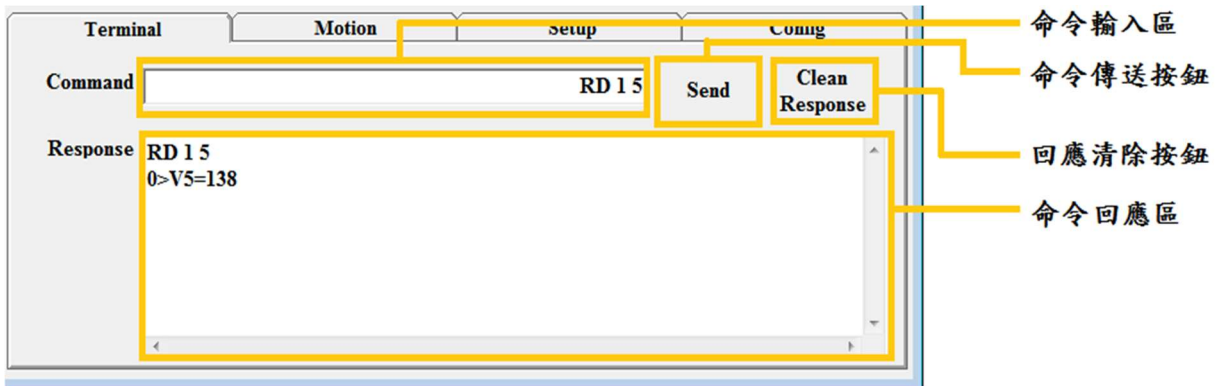 Terminal Motion Setup Config
命令輸入區
Command RD 1 5 Send Clean Response
命令傳送按鈕
回應清除按鈕
Response RD 1 5
0>V5=138
命令回應區